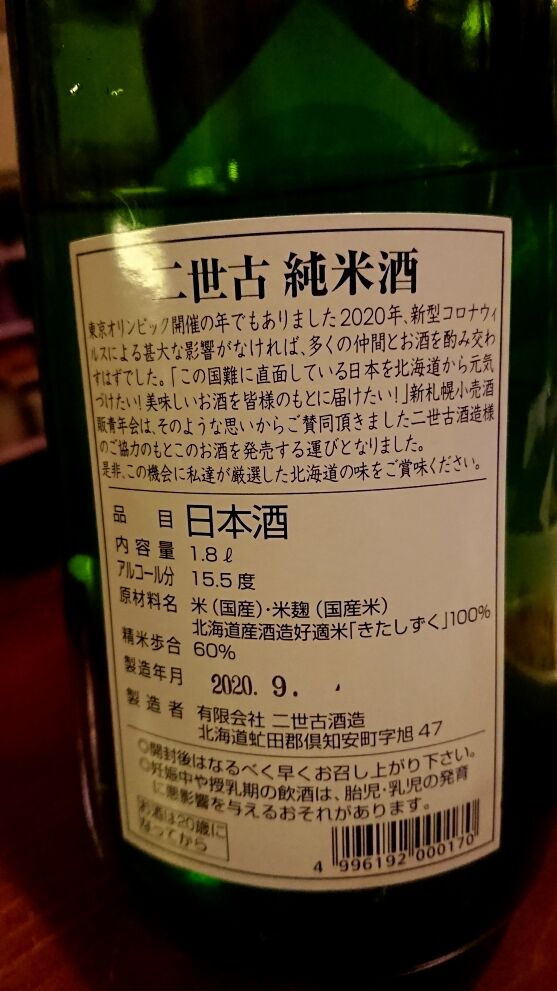 二世古 純米酒
東京オリンピック開催の年でもありました2020年、新型コロナウィ
ルスによる甚大な影響がなければ、多くの仲間とお酒を酌み交わ
すはずでした。「この国難に直面している日本を北海道から元気
づけたい!美味しいお酒を皆様のもとに届けたい!」新札幌小売酒
販青年会は、そのような思いからご賛同頂きました二世古酒造様
のご協力のもとこのお酒を発売する運びとなりました。
是非、この機会に私達が厳選した北海道の味をご賞味ください。
品目 日本酒
内容量 1.8ℓ
アルコール分 15.5度
原材料名 米(国産)・米麹(国産米)
北海道産酒造好適米「きたしずく」100%
精米歩合 60%
製造年月 2020. 9.
製造者 有限会社 二世古酒造
北海道虻田郡倶知安町字旭47
○開封後はなるべく早くお召し上がり下さい。
○妊娠中や授乳期の飲酒は、胎児・乳児の発育
に悪影響を与えるおそれがあります。
お酒は20歳に
なってから
4 996192 000170